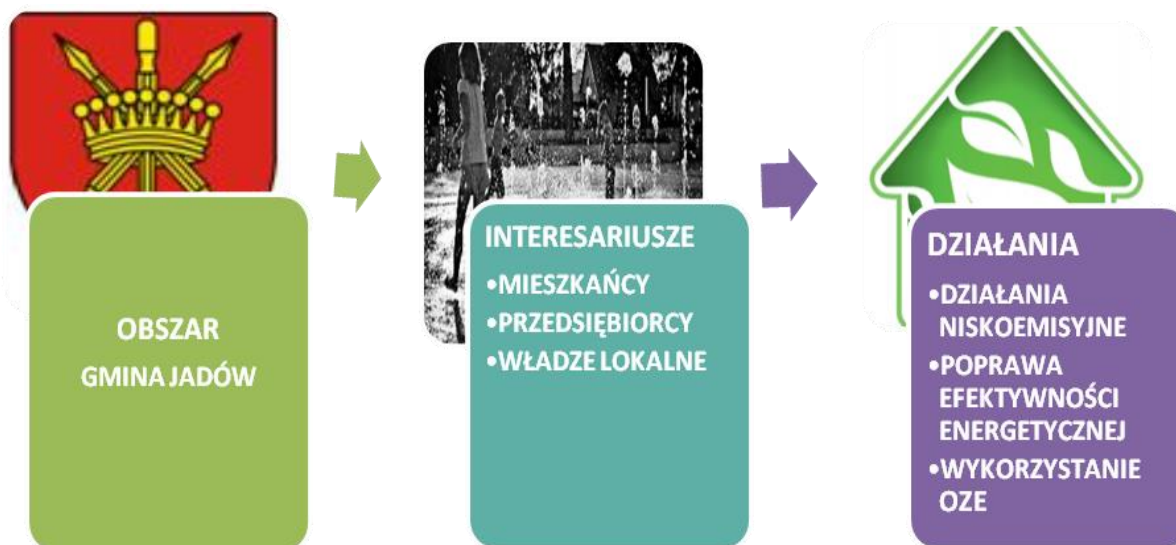 OBSZAR
GMINA JADÓW
INTERESARIUSZE
•MIESZKAŃCY
•PRZEDSIĘBIORCY
•WŁADZE LOKALNE
DZIAŁANIA
•DZIAŁANIA
NISKOEMISYJNE
•POPRAWA
EFEKTYWNOŚCI
ENERGETYCZNEJ
•WYKORZYSTANIE
OZE